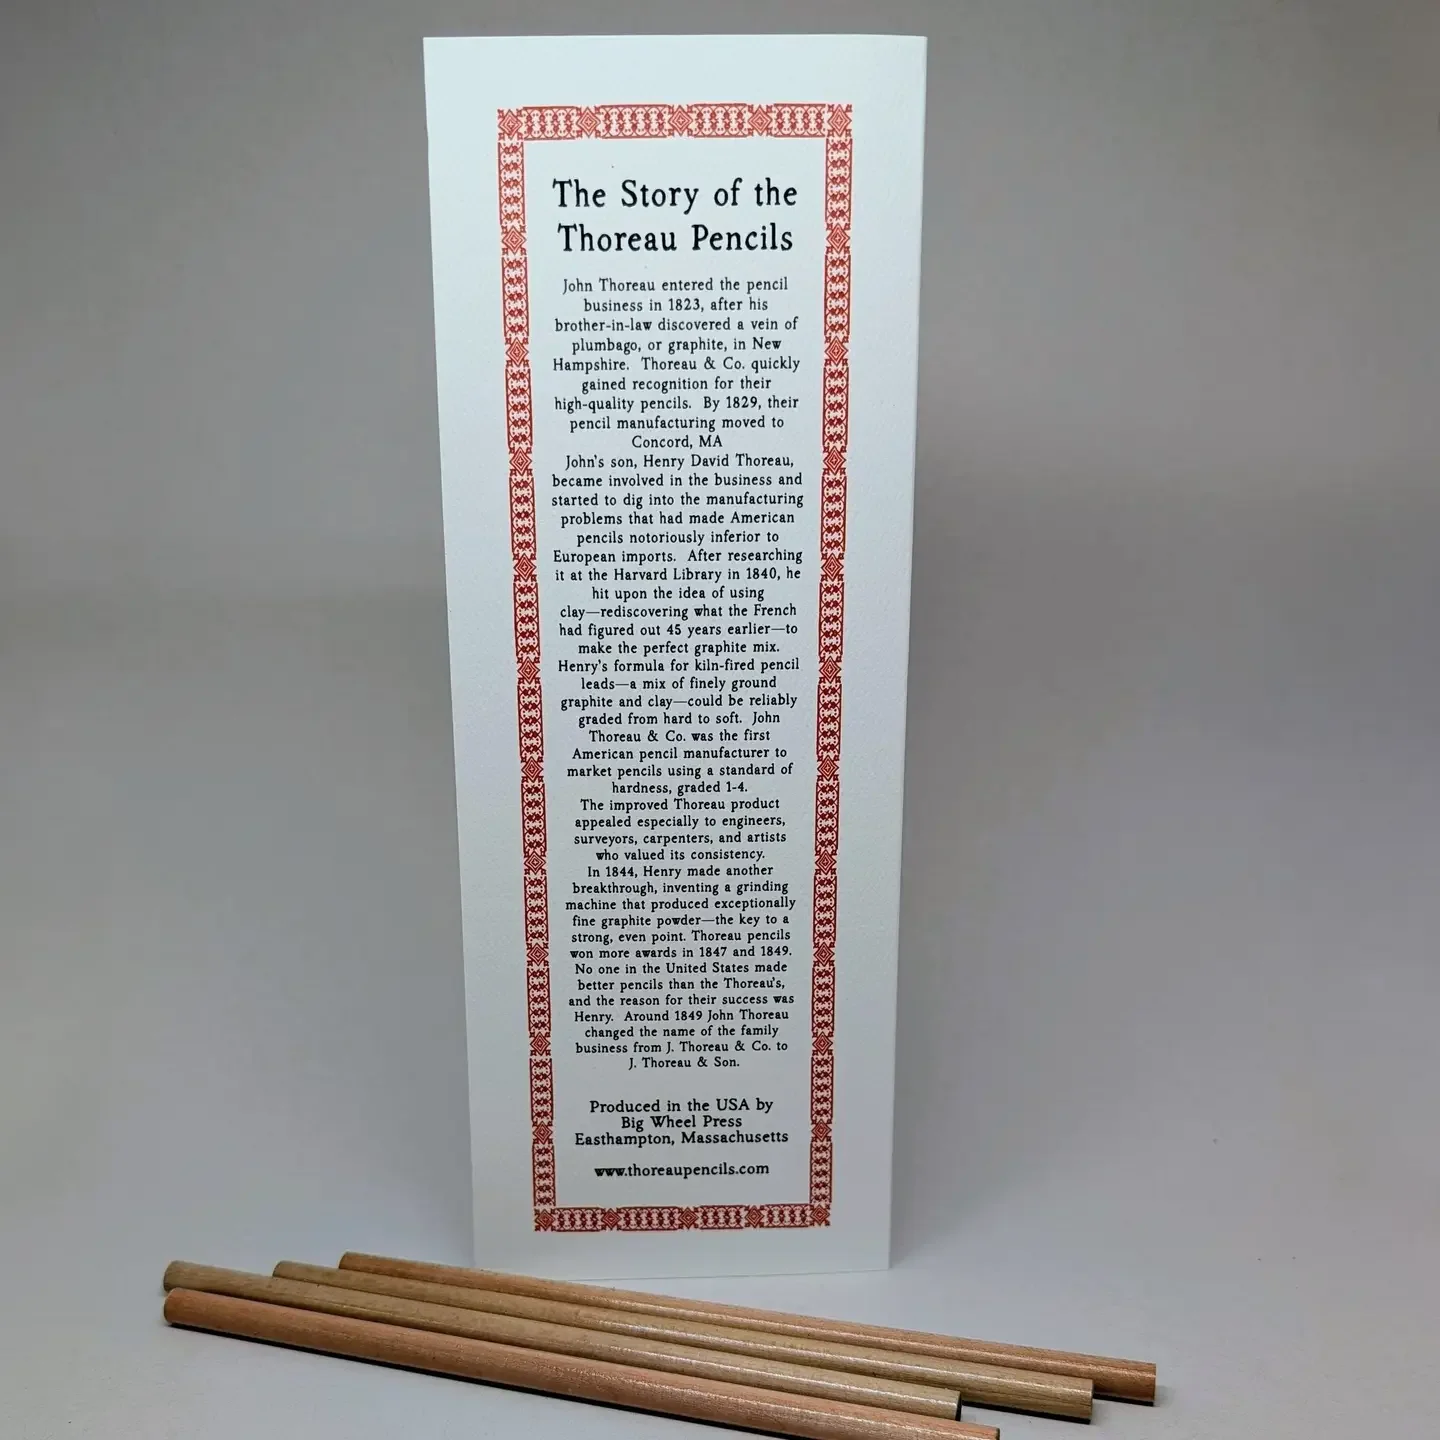 The Story of the
Thoreau Pencils
John Thoreau entered the pencil
business in 1823, after his
brother-in-law discovered a vein of
plumbago, or graphite, in New
Hampshire. Thoreau & Co. quickly
gained recognition for their
high-quality pencils. By 1829, their
pencil manufacturing moved to
Concord, MA
John's son, Henry David Thoreau,
became involved in the business and
started to dig into the manufacturing
problems that had made American
pencils notoriously inferior to
European imports. After researching
it at the Harvard Library in 1840, he
hit upon the idea of using
clay—rediscovering what the French
had figured out 45 years earlier—to
make the perfect graphite mix.
Henry's formula for kiln-fired pencil
leads—a mix of finely ground
graphite and clay—could be reliably
graded from hard to soft. John
Thoreau & Co. was the first
American pencil manufacturer to
market pencils using a standard of
hardness, graded 1-4.
The improved Thoreau product
appealed especially to engineers,
surveyors, carpenters, and artists
who valued its consistency.
In 1844, Henry made another
breakthrough, inventing a grinding
machine that produced exceptionally
fine graphite powder—the key to a
strong, even point. Thoreau pencils
won more awards in 1847 and 1849.
No one in the United States made
better pencils than the Thoreau's,
and the reason for their success was
Henry. Around 1849 John Thoreau
changed the name of the family
business from J. Thoreau & Co. to
J. Thoreau & Son.
Produced in the USA by
Big Wheel Press
Easthampton, Massachusetts
www.thoreaupencils.com